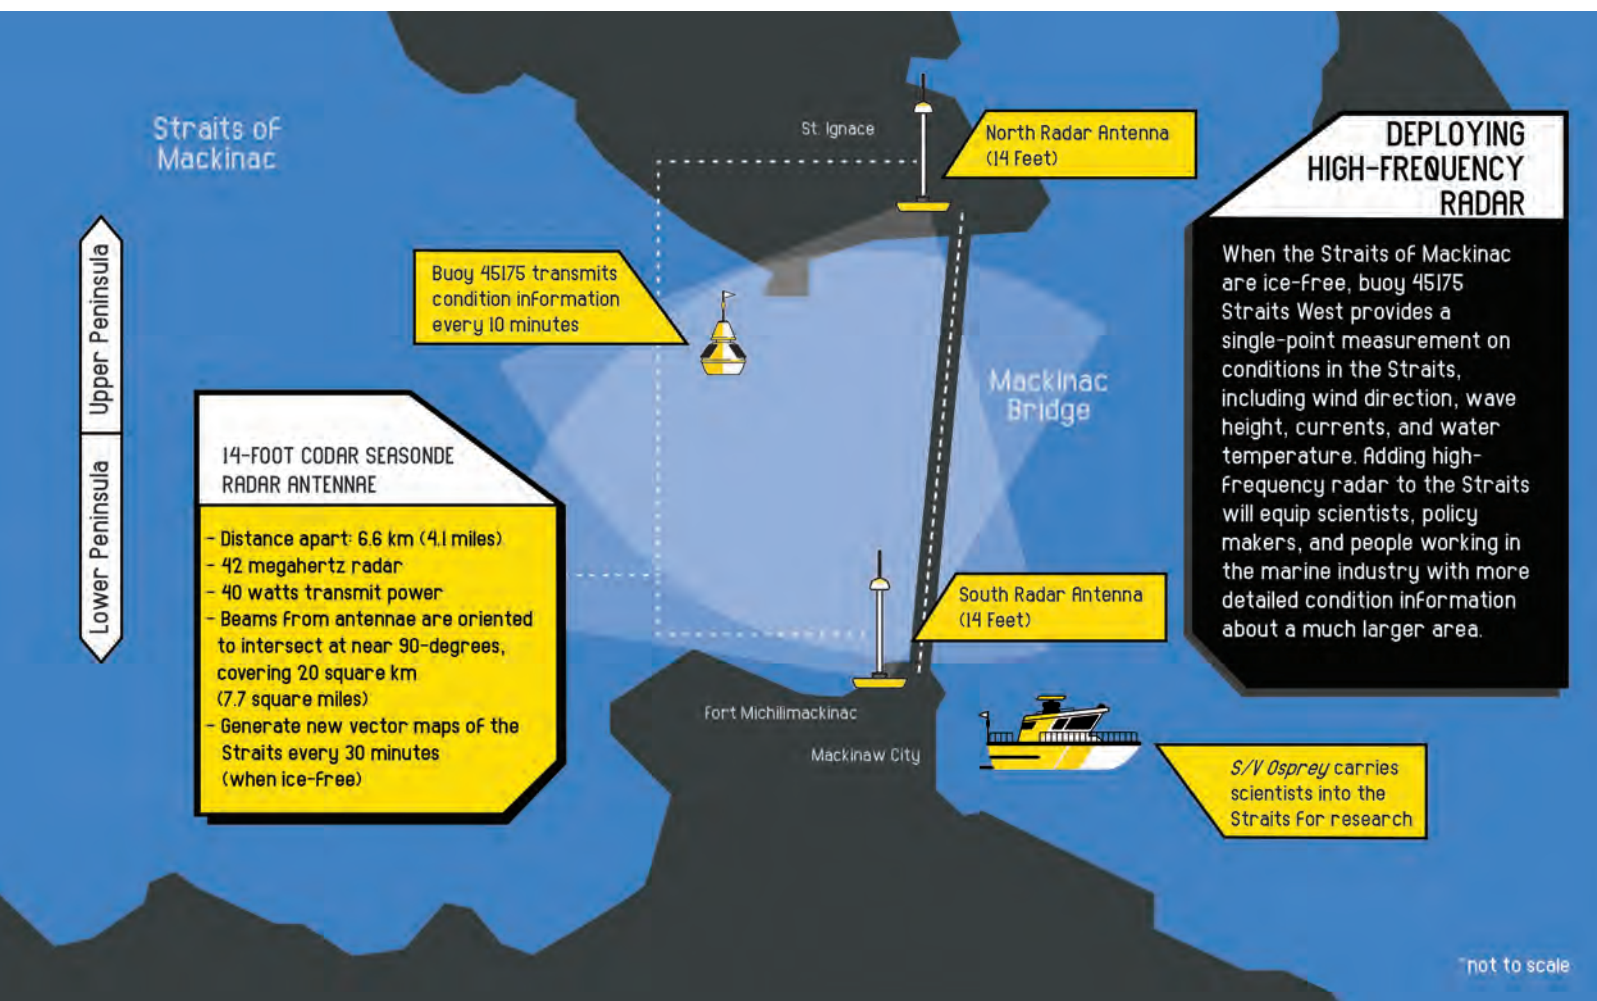 Straits of
Mackinac
Upper Peninsula
Lower Peninsula
St. Ignace
North Radar Antenna
(14 Feet)
Buoy 45175 transmits
condition information
every 10 minutes
Mackinac
Bridge
14-FOOT CODAR SEASONDE
RADAR ANTENNAE
- Distance apart: 6.6 km (4.1 miles)
- 42 megahertz radar
- 40 watts transmit power
- Beams from antennae are oriented
to intersect at near 90-degrees,
covering 20 square km
(7.7 square miles)
- Generate new vector maps of the
Straits every 30 minutes
(when ice-free)
South Radar Antenna
(14 Feet)
Fort Michilimackinac
Mackinaw City
S/V Osprey carries
scientists into the
Straits for research
DEPLOYING
HIGH-FREQUENCY
RADAR
When the Straits of Mackinac
are ice-free, buoy 45175
Straits West provides a
single-point measurement on
conditions in the Straits,
including wind direction, wave
height, currents, and water
temperature. Adding high-
frequency radar to the Straits
will equip scientists, policy
makers, and people working in
the marine industry with more
detailed condition information
about a much larger area.
*not to scale